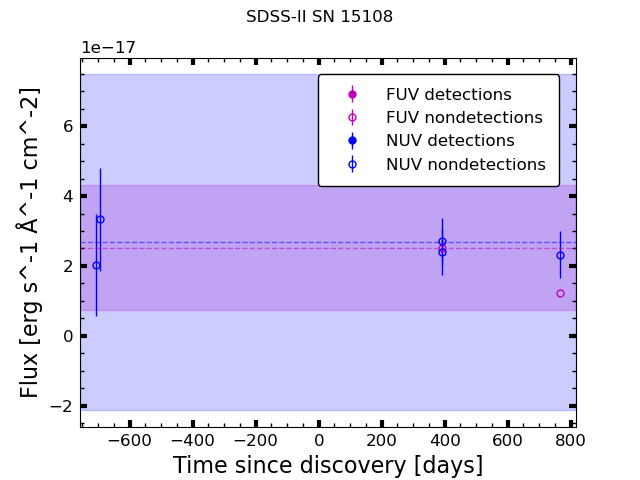 SDSS-II SN 15108
1e−17
FUV detections
FUV nondetections
NUV detections
NUV nondetections
6
4
2
0
−2
Flux [erg s^-1 Å^-1 cm^-2]
−600 −400 −200 0 200 400 600 800
Time since discovery [days]